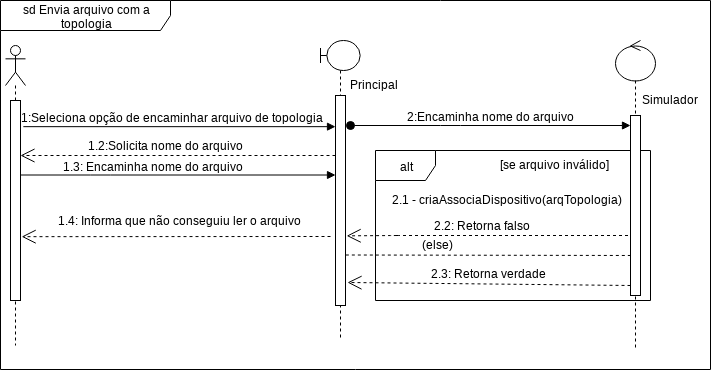 sd Envia arquivo com a
topologia
Principal
Simulador
1:Seleciona opção de encaminhar arquivo de topologia
2:Encaminha nome do arquivo
1.2:Solicita nome do arquivo
1.3: Encaminha nome do arquivo
alt
[se arquivo inválido]
2.1 - criaAssociaDispositivo(arqTopologia)
1.4: Informa que não conseguiu ler o arquivo
2.2: Retorna falso
(else)
2.3: Retorna verdade